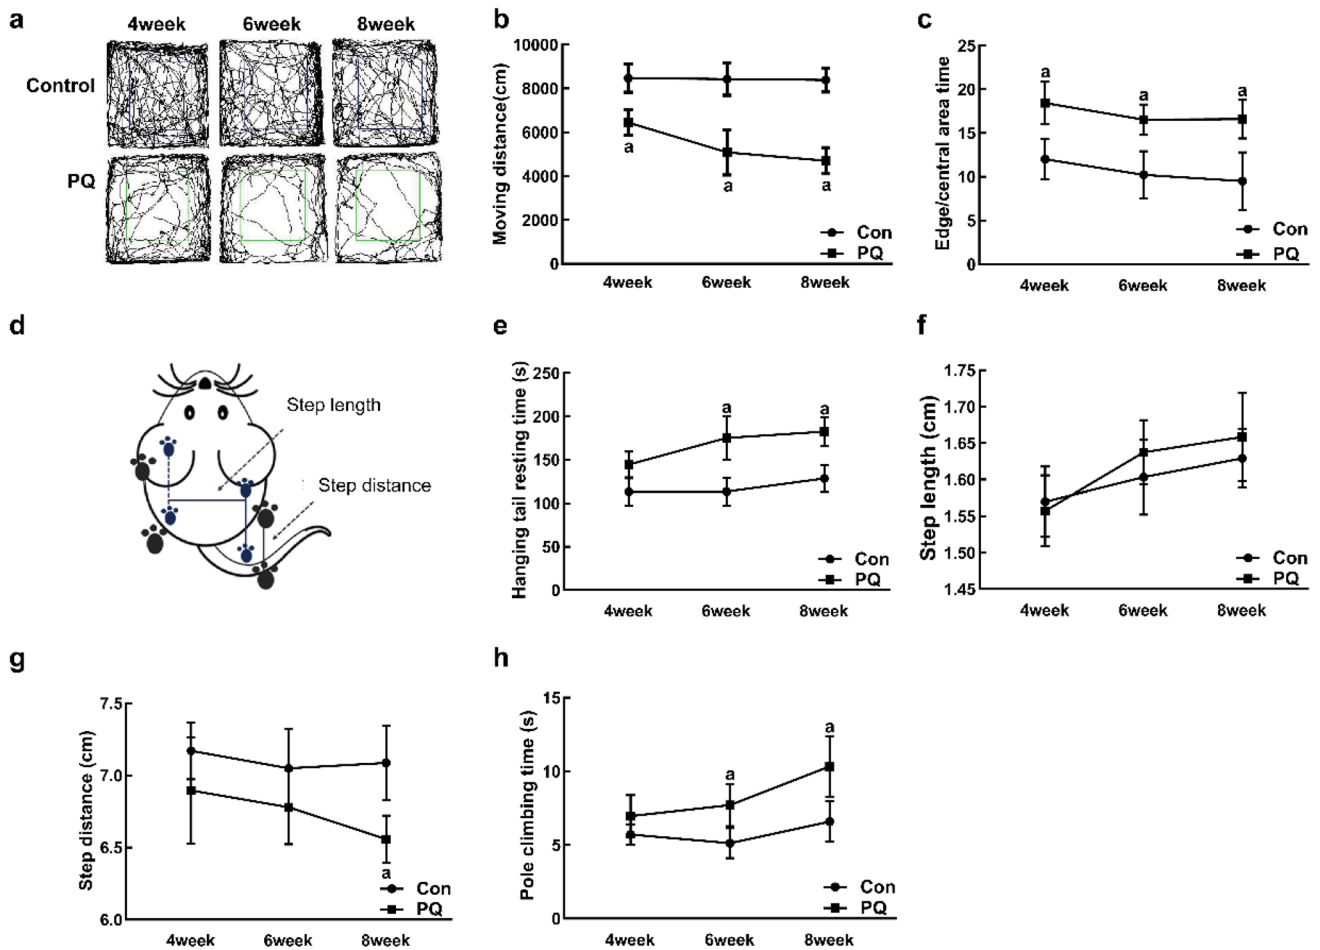 a
4week 6week 8week
Control
PQ
b
Moving distance(cm)
10000
8000
6000
4000
2000
0
a
a
a
Con
PQ
4week 6week 8week
c
Edge/central area time
25
20
15
10
5
0
a
a
a
Con
PQ
4week 6week 8week
d
Step length
Step distance
e
Hanging tail resting time (s)
250
200
150
100
50
0
a
a
Con
PQ
4week 6week 8week
f
Step length (cm)
1.75
1.70
1.65
1.60
1.55
1.50
1.45
Con
PQ
4week 6week 8week
g
Step distance (cm)
7.5
7.0
6.5
6.0
a
Con
PQ
4week 6week 8week
h
Pole climbing time (s)
15
10
5
0
a
a
Con
PQ
4week 6week 8week